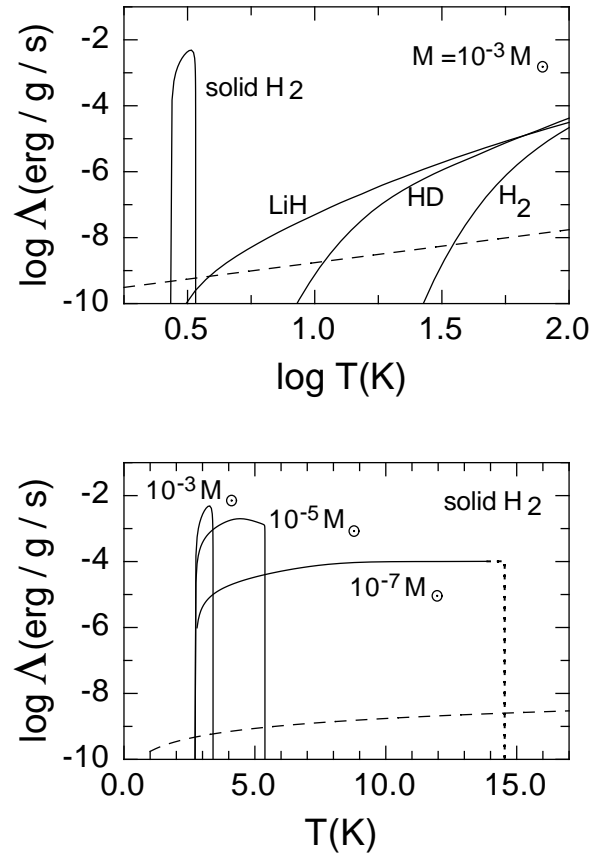 M = 10⁻³ M☉
solid H₂
LiH
HD
H₂
log Λ(erg / g / s)
-2
-4
-6
-8
-10
0.5
1.0
1.5
2.0
log T(K)
10⁻³ M☉
solid H₂
10⁻⁵ M☉
10⁻⁷ M☉
log Λ(erg / g / s)
-2
-4
-6
-8
-10
0.0
5.0
10.0
15.0
T(K)